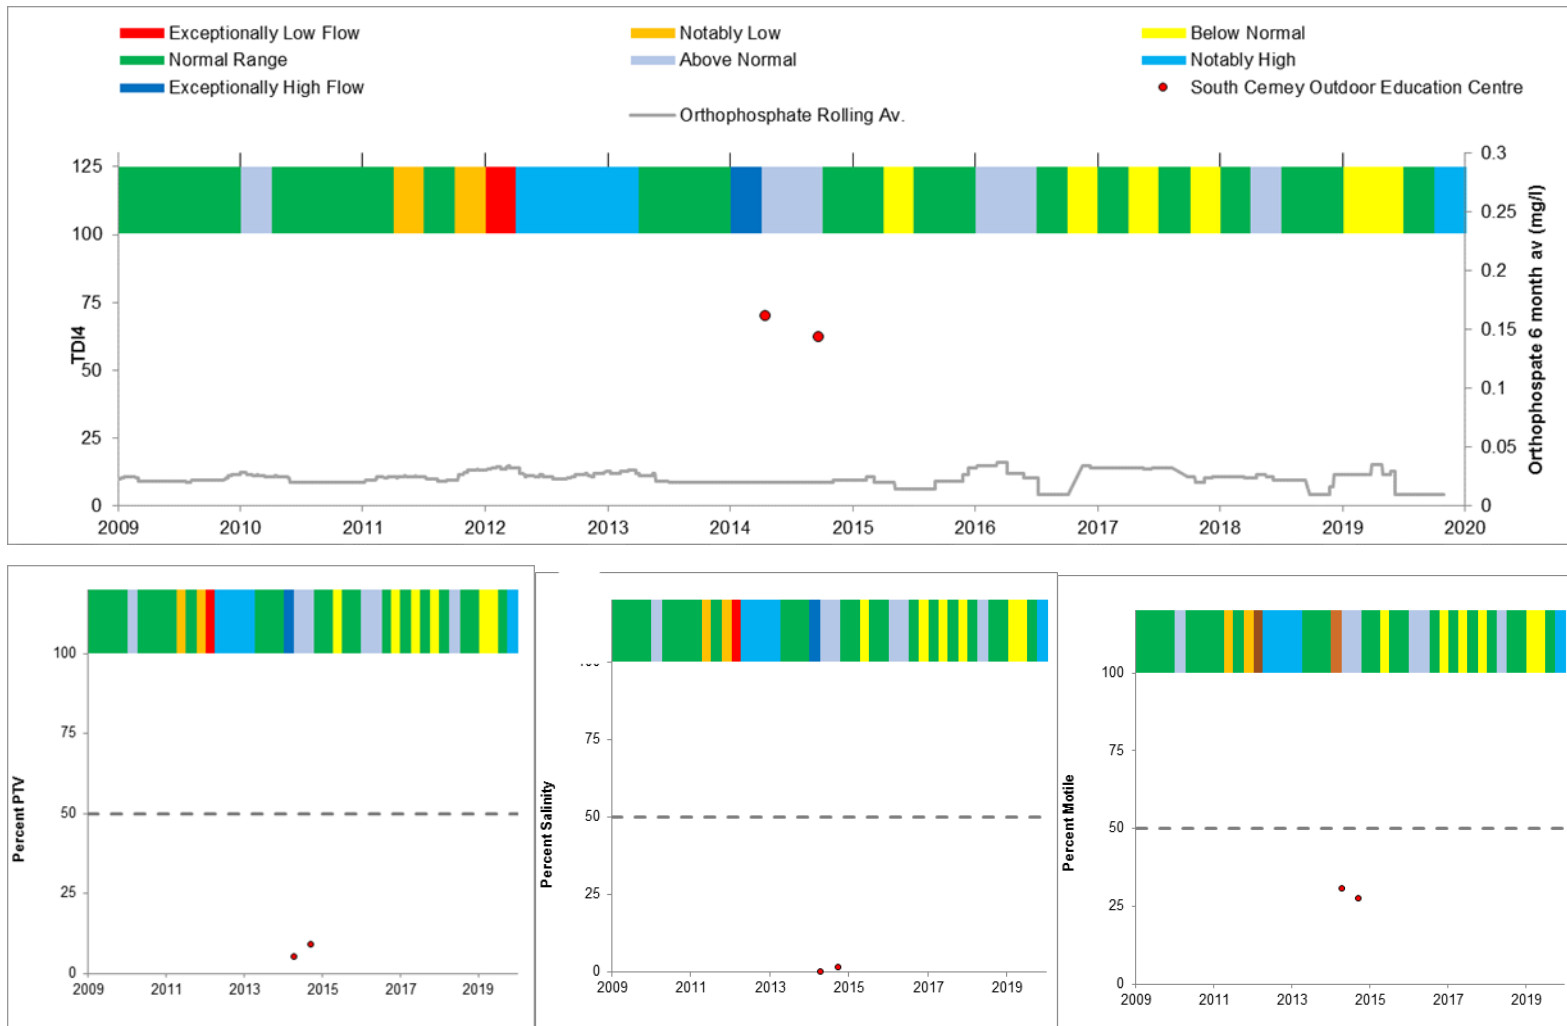 Exceptionally Low Flow Notably Low Below Normal
Normal Range Above Normal Notably High
Exceptionally High Flow South Cerney Outdoor Education Centre
Orthophosphate Rolling Av.
TDI4
125
100
75
50
25
0
Orthophospate 6 month av (mg/l)
0.3
0.25
0.2
0.15
0.1
0.05
0
2009 2010 2011 2012 2013 2014 2015 2016 2017 2018 2019 2020
Percent PTV
100
75
50
25
0
2009 2011 2013 2015 2017 2019
Percent Salinity
100
75
50
25
0
2009 2011 2013 2015 2017 2019
Percent Motile
100
75
50
25
0
2009 2011 2013 2015 2017 2019